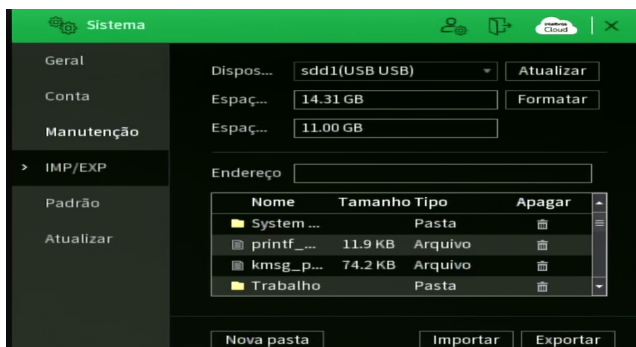 Sistema
intelbras Cloud
Geral
Conta
Manutenção
> IMP/EXP
Padrão
Atualizar
Dispos... sdd1(USB USB) Atualizar
Espaç... 14.31 GB Formatar
Espaç... 11.00 GB
Endereço
Nome Tamanho Tipo Apagar
System ... Pasta
printf_... 11.9 KB Arquivo
kmsg_p... 74.2 KB Arquivo
Trabalho Pasta
Nova pasta Importar Exportar